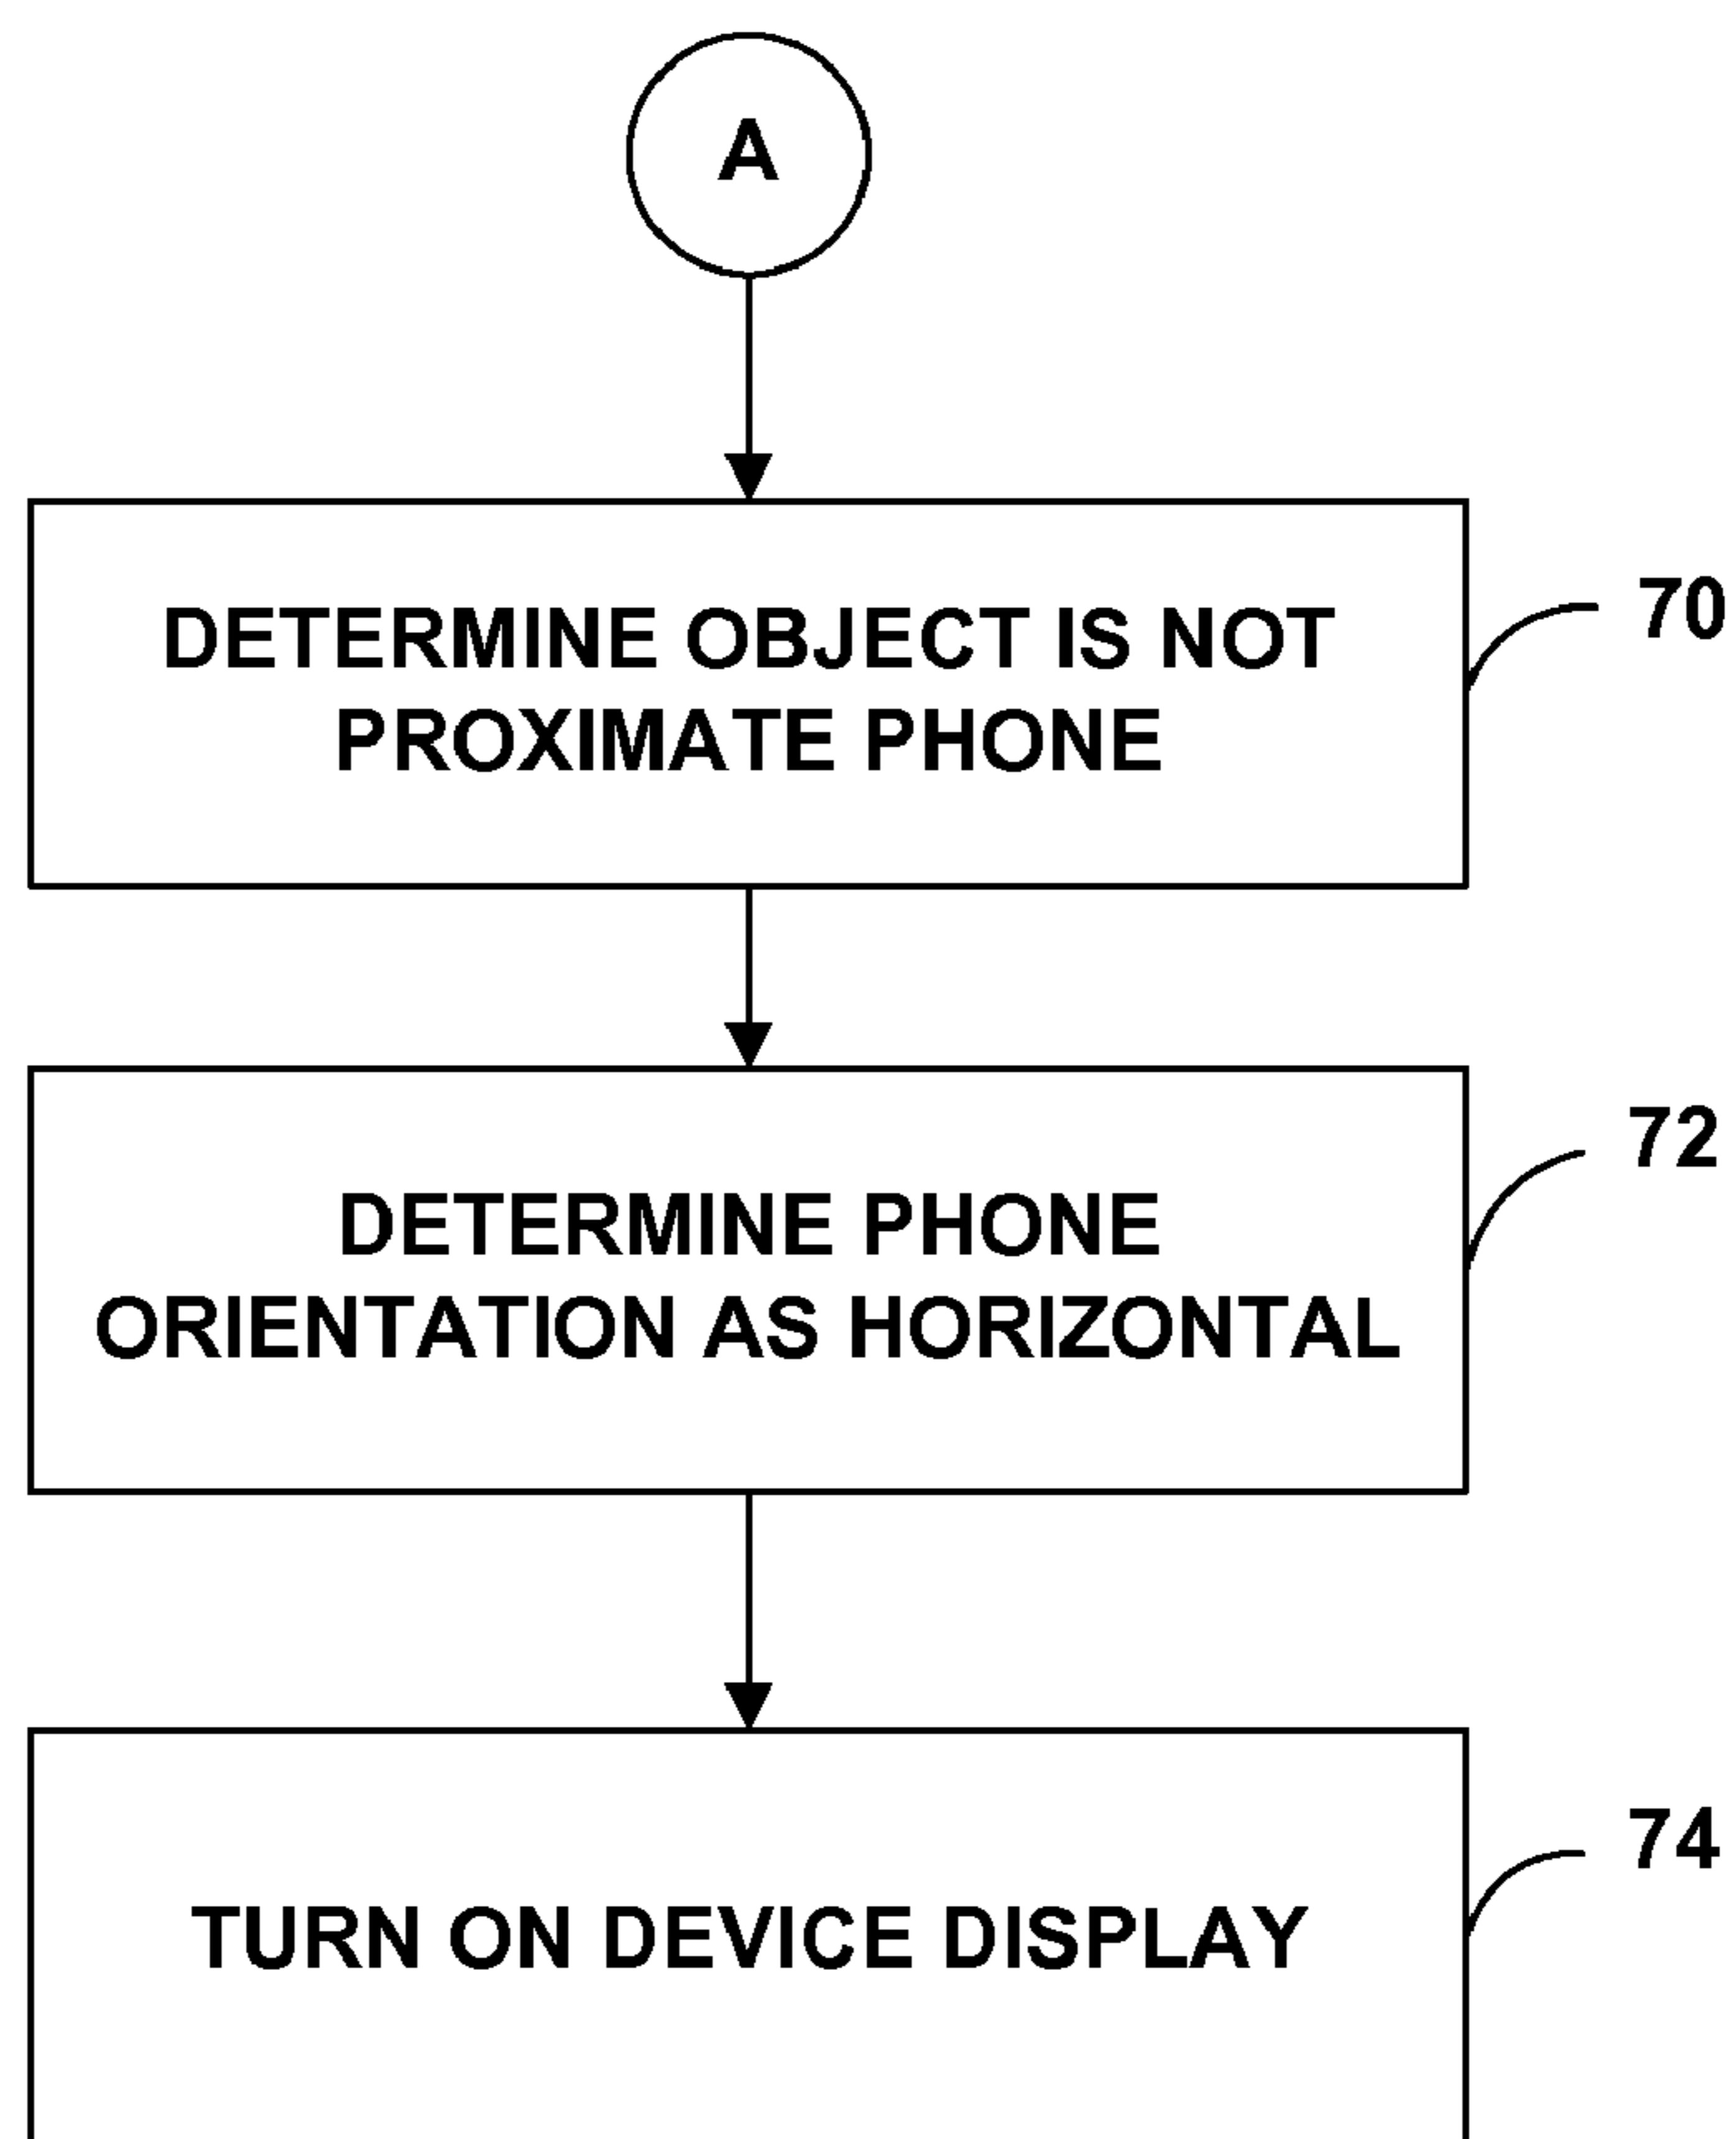 A
DETERMINE OBJECT IS NOT
PROXIMATE PHONE
70
DETERMINE PHONE
ORIENTATION AS HORIZONTAL
72
TURN ON DEVICE DISPLAY
74